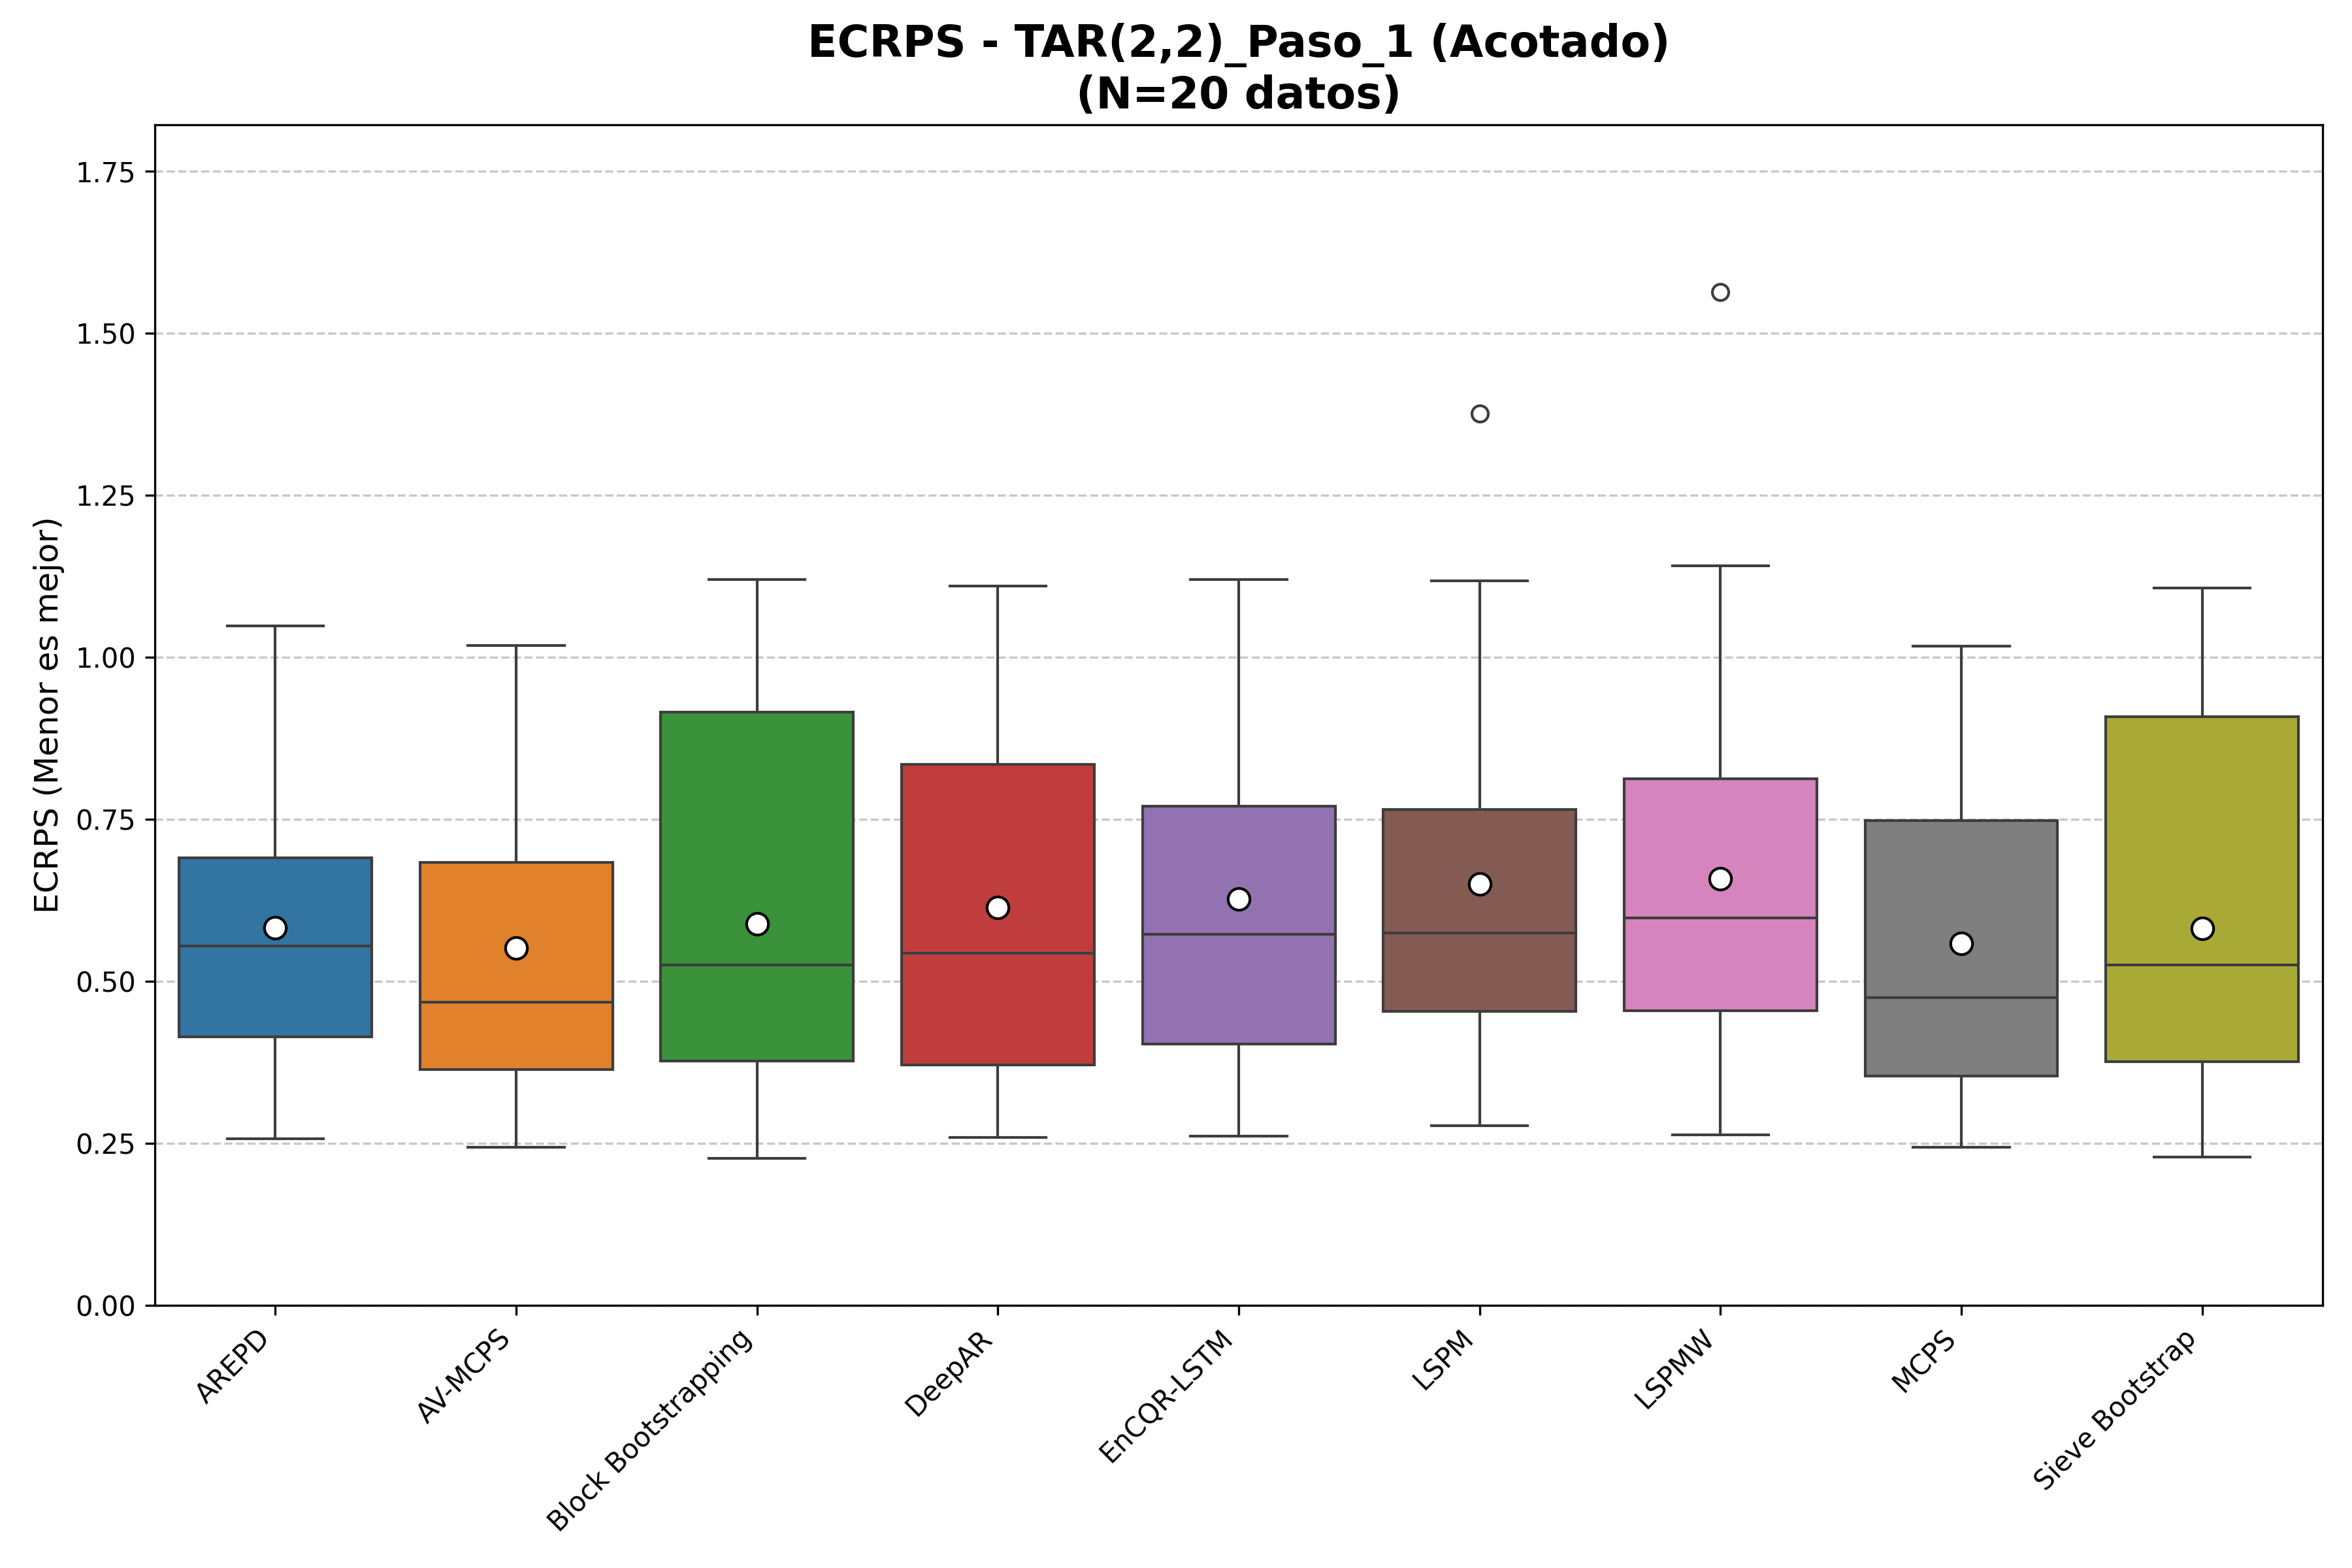 ECRPS - TAR(2,2)_Paso_1 (Acotado)
(N=20 datos)
ECRPS (Menor es mejor)
1.75
1.50
1.25
1.00
0.75
0.50
0.25
0.00
AREPD
AV-MCPS
Block Bootstrapping
DeepAR
EnCQR-LSTM
LSPM
LSPMW
MCPS
Sieve Bootstrap